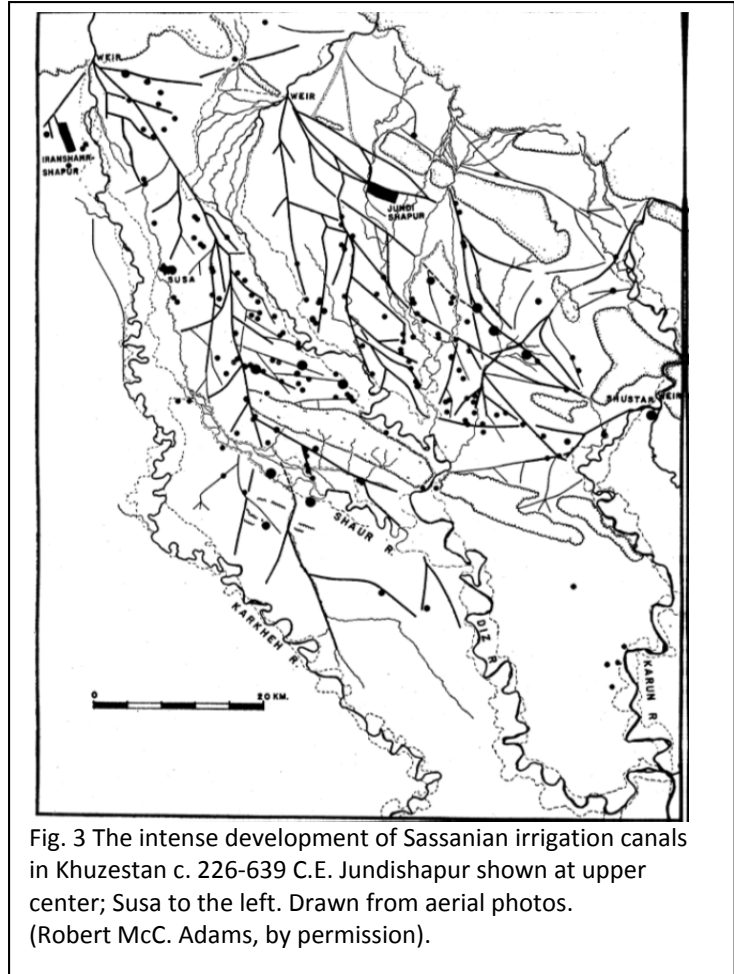 WEIR
WEIR
IRANSHAHR-
SHAPUR
JUNDI
SHAPUR
SUSA
SHUSTAR
WEIR
SHAUR R.
KARKHEH R.
DIZ R
KARUN R
0
20 KM.
Fig. 3 The intense development of Sassanian irrigation canals
in Khuzestan c. 226-639 C.E. Jundishapur shown at upper
center; Susa to the left. Drawn from aerial photos.
(Robert McC. Adams, by permission).